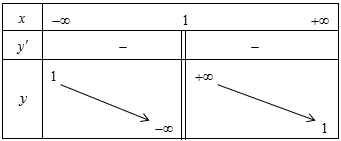 x −∞ 1 +∞
y′ − −
1 +∞
y
−∞ 1